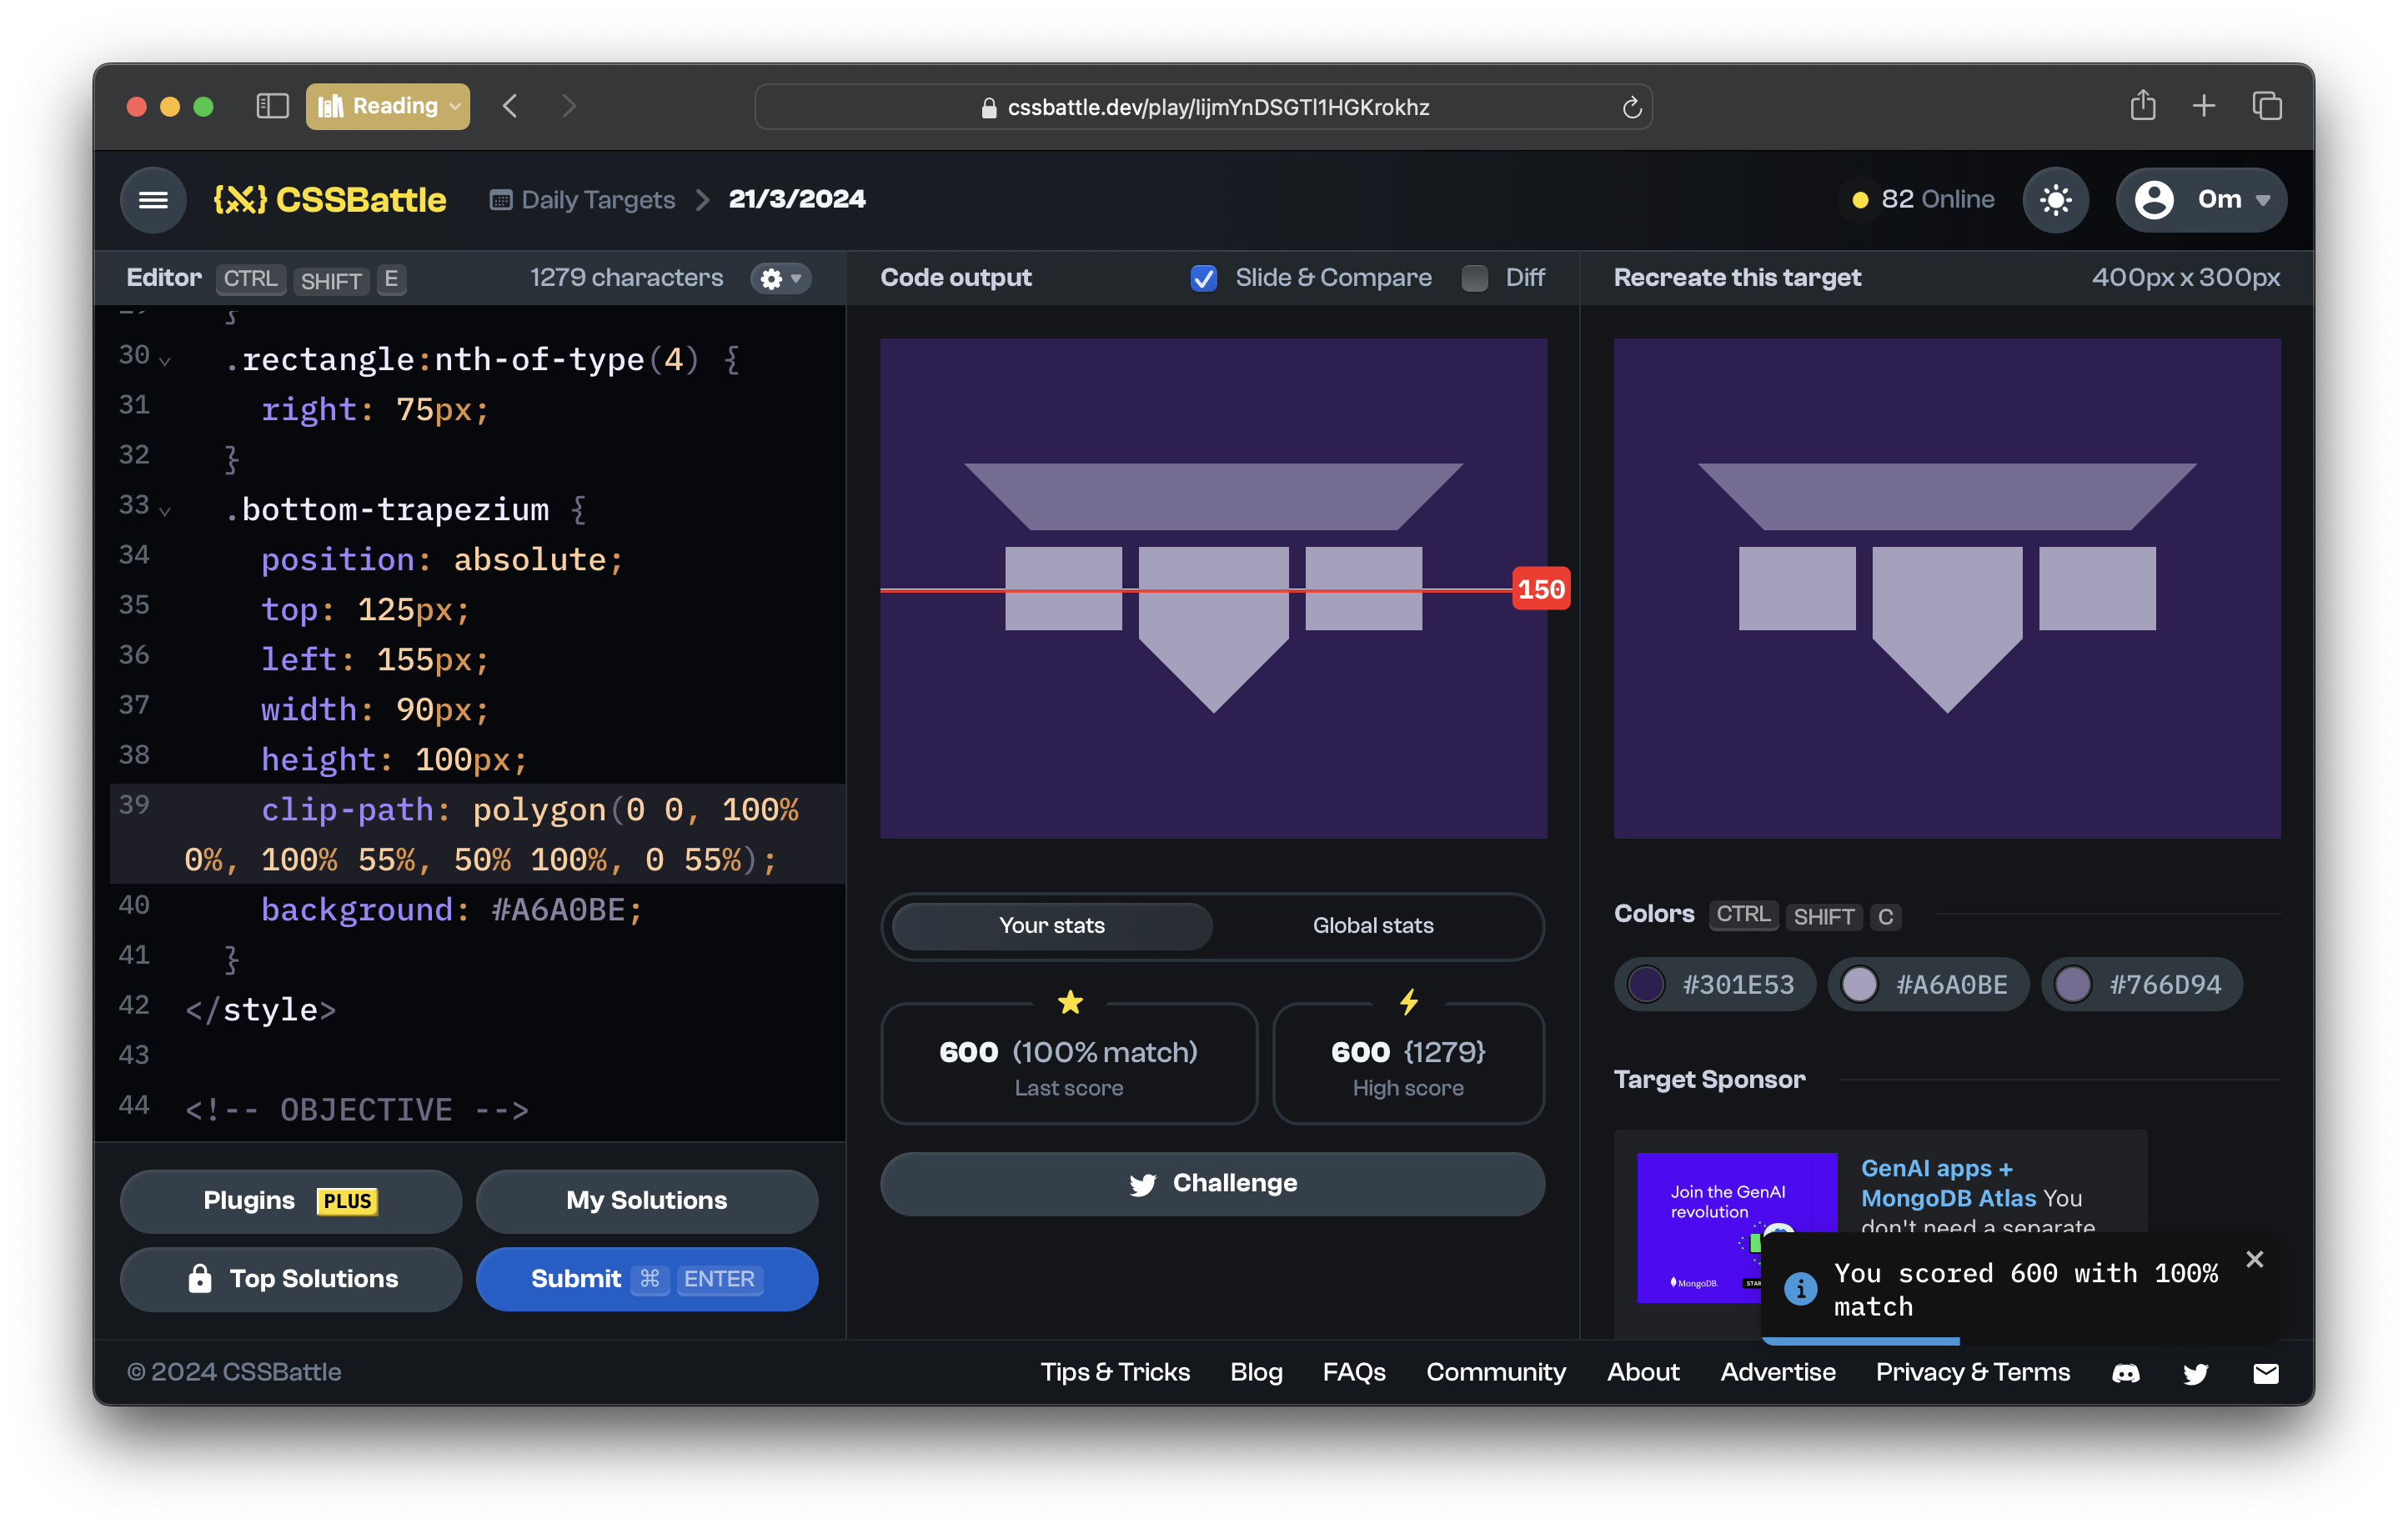 Reading
cssbattle.dev/play/lijmYnDSGTl1HGKrokhz
{X} CSSBattle
Daily Targets
21/3/2024
82 Online
Om
Editor CTRL SHIFT E
1279 characters
}
30 .rectangle:nth-of-type(4) {
31 right: 75px;
32 }
33 .bottom-trapezium {
34 position: absolute;
35 top: 125px;
36 left: 155px;
37 width: 90px;
38 height: 100px;
39 clip-path: polygon(0 0, 100%
0%, 100% 55%, 50% 100%, 0 55%);
40 background: #A6A0BE;
41 }
42 </style>
43
44 <!-- OBJECTIVE -->
Plugins PLUS
My Solutions
Top Solutions
Submit ⌘ ENTER
Code output
Slide & Compare
Diff
150
Your stats
Global stats
600 (100% match)
Last score
600 {1279}
High score
Challenge
Recreate this target
400px x 300px
Colors CTRL SHIFT C
#301E53
#A6A0BE
#766D94
Target Sponsor
Join the GenAI
revolution
MongoDB.
GenAI apps +
MongoDB Atlas You
don't need a separate
You scored 600 with 100%
match
© 2024 CSSBattle
Tips & Tricks
Blog
FAQs
Community
About
Advertise
Privacy & Terms